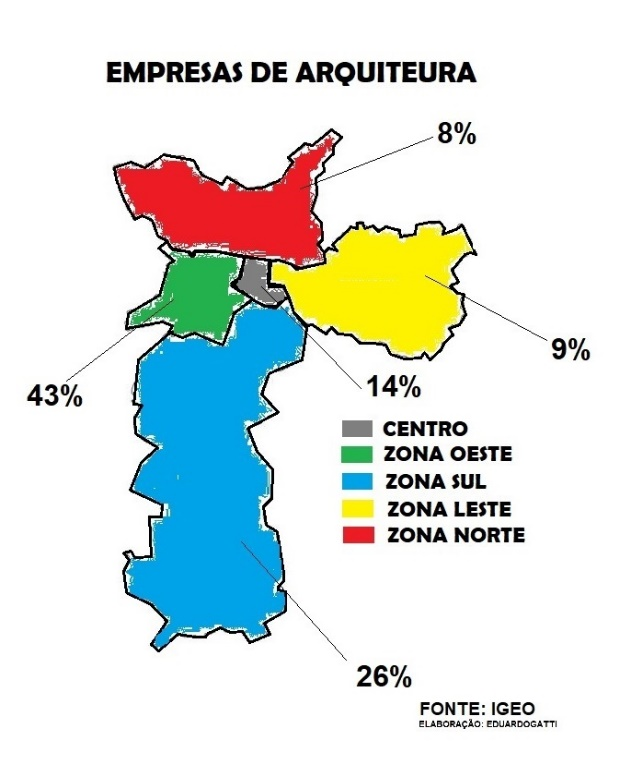 EMPRESAS DE ARQUITEURA
8%
9%
43%
14%
CENTRO
ZONA OESTE
ZONA SUL
ZONA LESTE
ZONA NORTE
26%
FONTE: IGEO
ELABORAÇÃO: EDUARDOGATTI